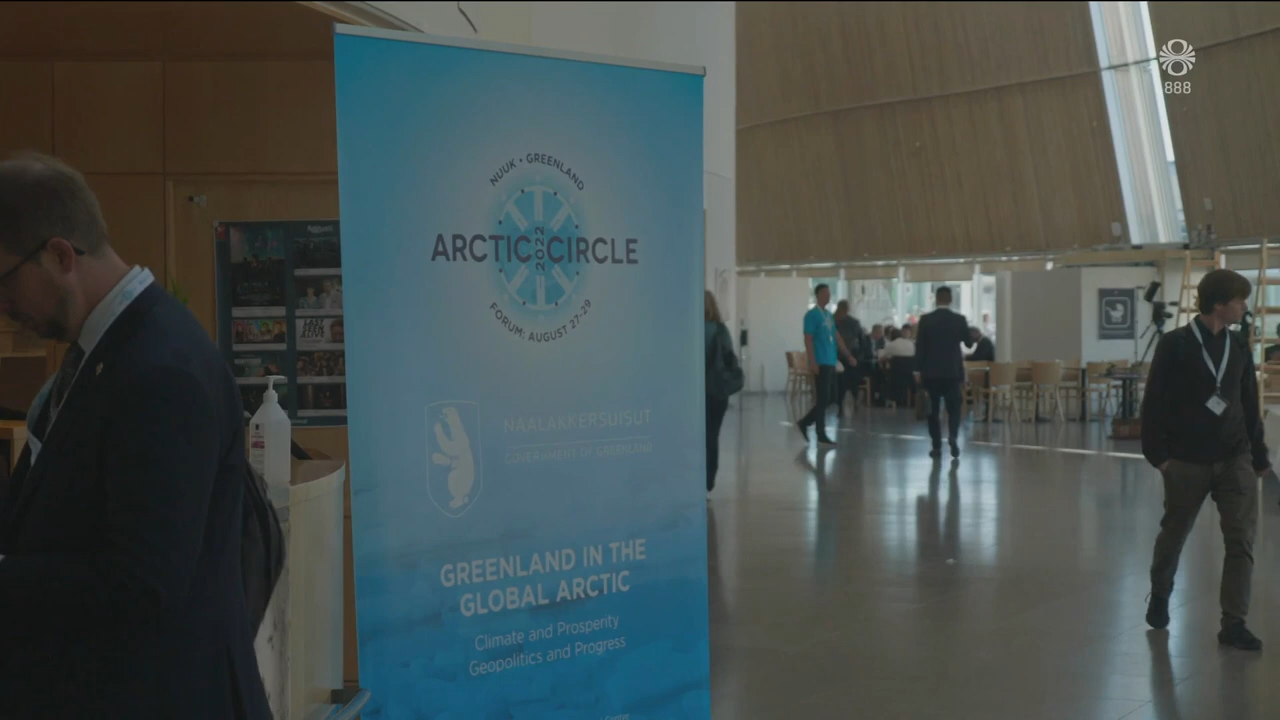 888
NUUK • GREENLAND
ARCTIC 2022 CIRCLE
FORUM: AUGUST 27-29
NAALAKKERSUISUT
GOVERNMENT OF GREENLAND
GREENLAND IN THE
GLOBAL ARCTIC
Climate and Prosperity
Geopolitics and Progress